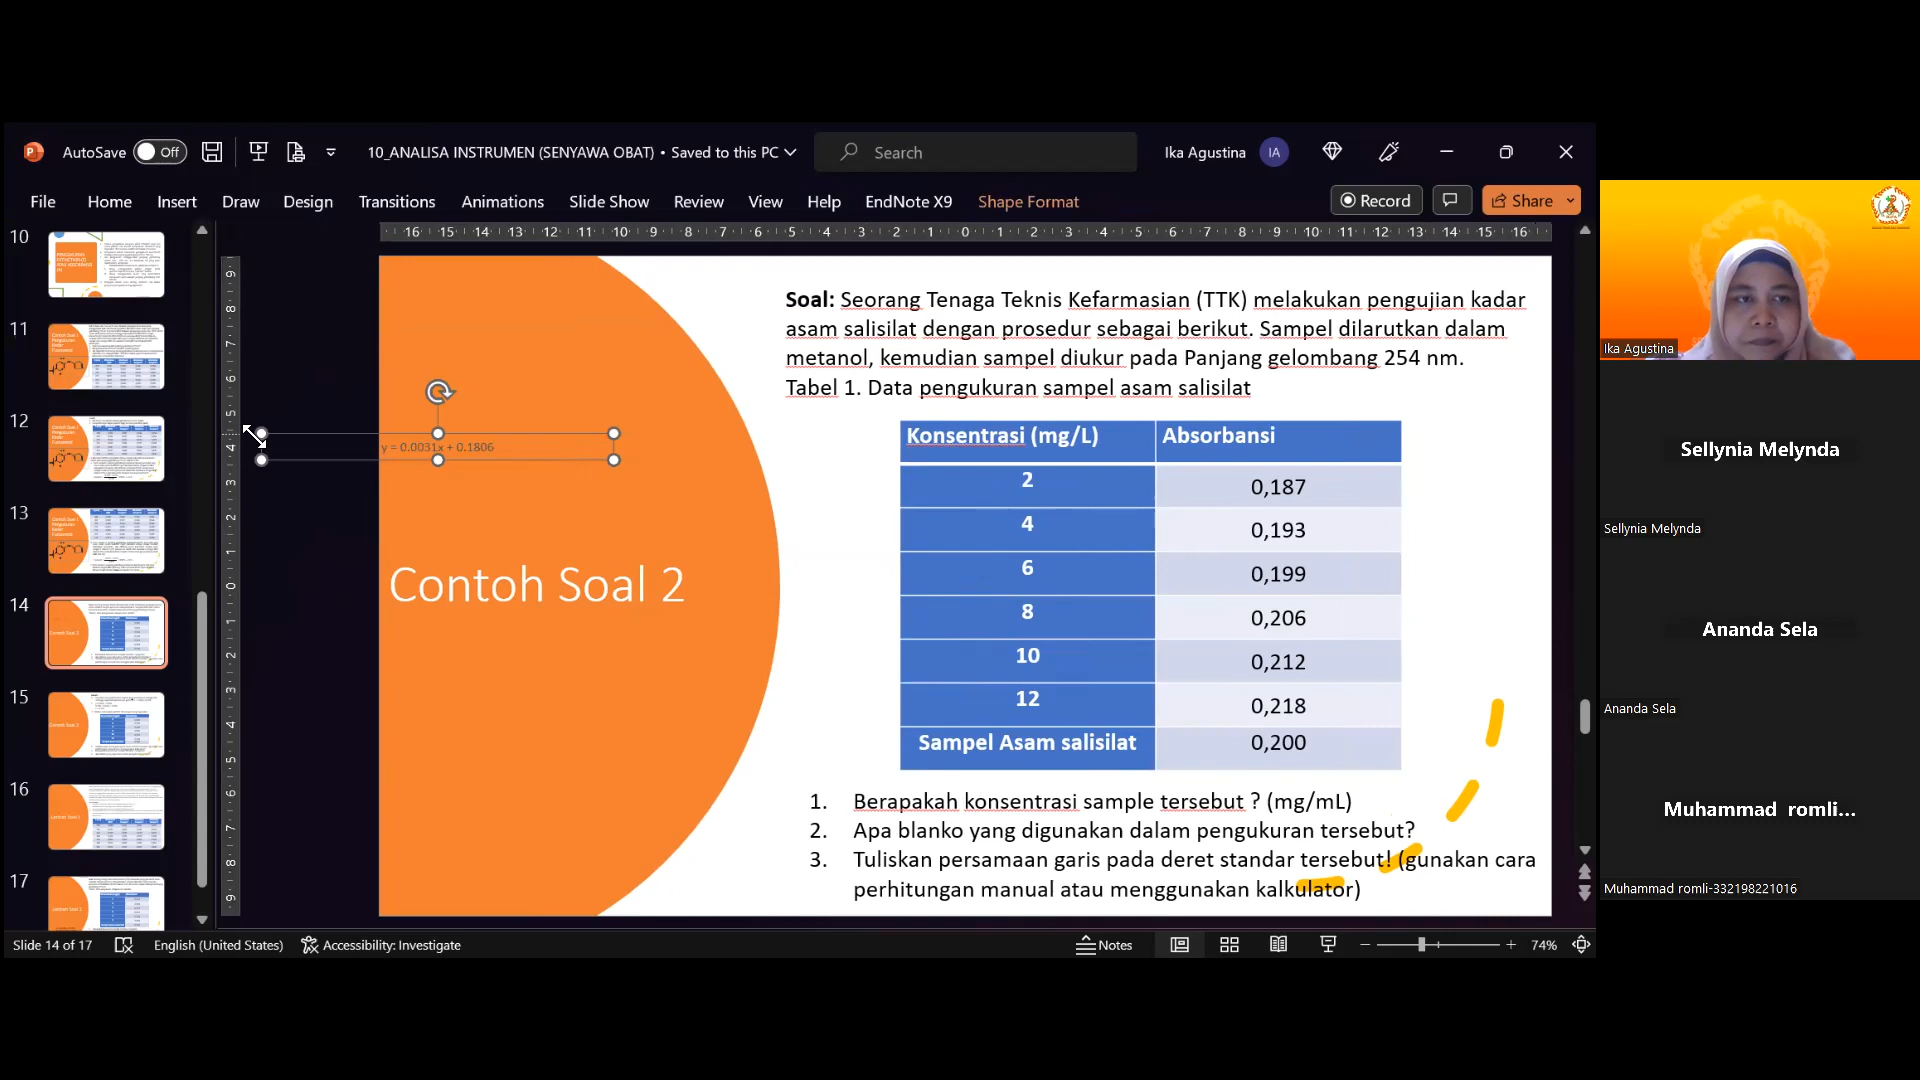 AutoSave Off
10_ANALISA INSTRUMEN (SENYAWA OBAT) • Saved to this PC
Search
Ika Agustina IA
File Home Insert Draw Design Transitions Animations Slide Show Review View Help EndNote X9 Shape Format
Record
Share
10
11
12
13
14
15
16
17
Soal: Seorang Tenaga Teknis Kefarmasian (TTK) melakukan pengujian kadar
asam salisilat dengan prosedur sebagai berikut. Sampel dilarutkan dalam
metanol, kemudian sampel diukur pada Panjang gelombang 254 nm.
Tabel 1. Data pengukuran sampel asam salisilat
y = 0.0031x + 0.1806
Contoh Soal 2
Konsentrasi (mg/L) Absorbansi
2 0,187
4 0,193
6 0,199
8 0,206
10 0,212
12 0,218
Sampel Asam salisilat 0,200
1. Berapakah konsentrasi sample tersebut ? (mg/mL)
2. Apa blanko yang digunakan dalam pengukuran tersebut?
3. Tuliskan persamaan garis pada deret standar tersebut! (gunakan cara
perhitungan manual atau menggunakan kalkulator)
Slide 14 of 17 English (United States) Accessibility: Investigate Notes 74%
Ika Agustina
Sellynia Melynda
Sellynia Melynda
Ananda Sela
Ananda Sela
Muhammad romli...
Muhammad romli-332198221016